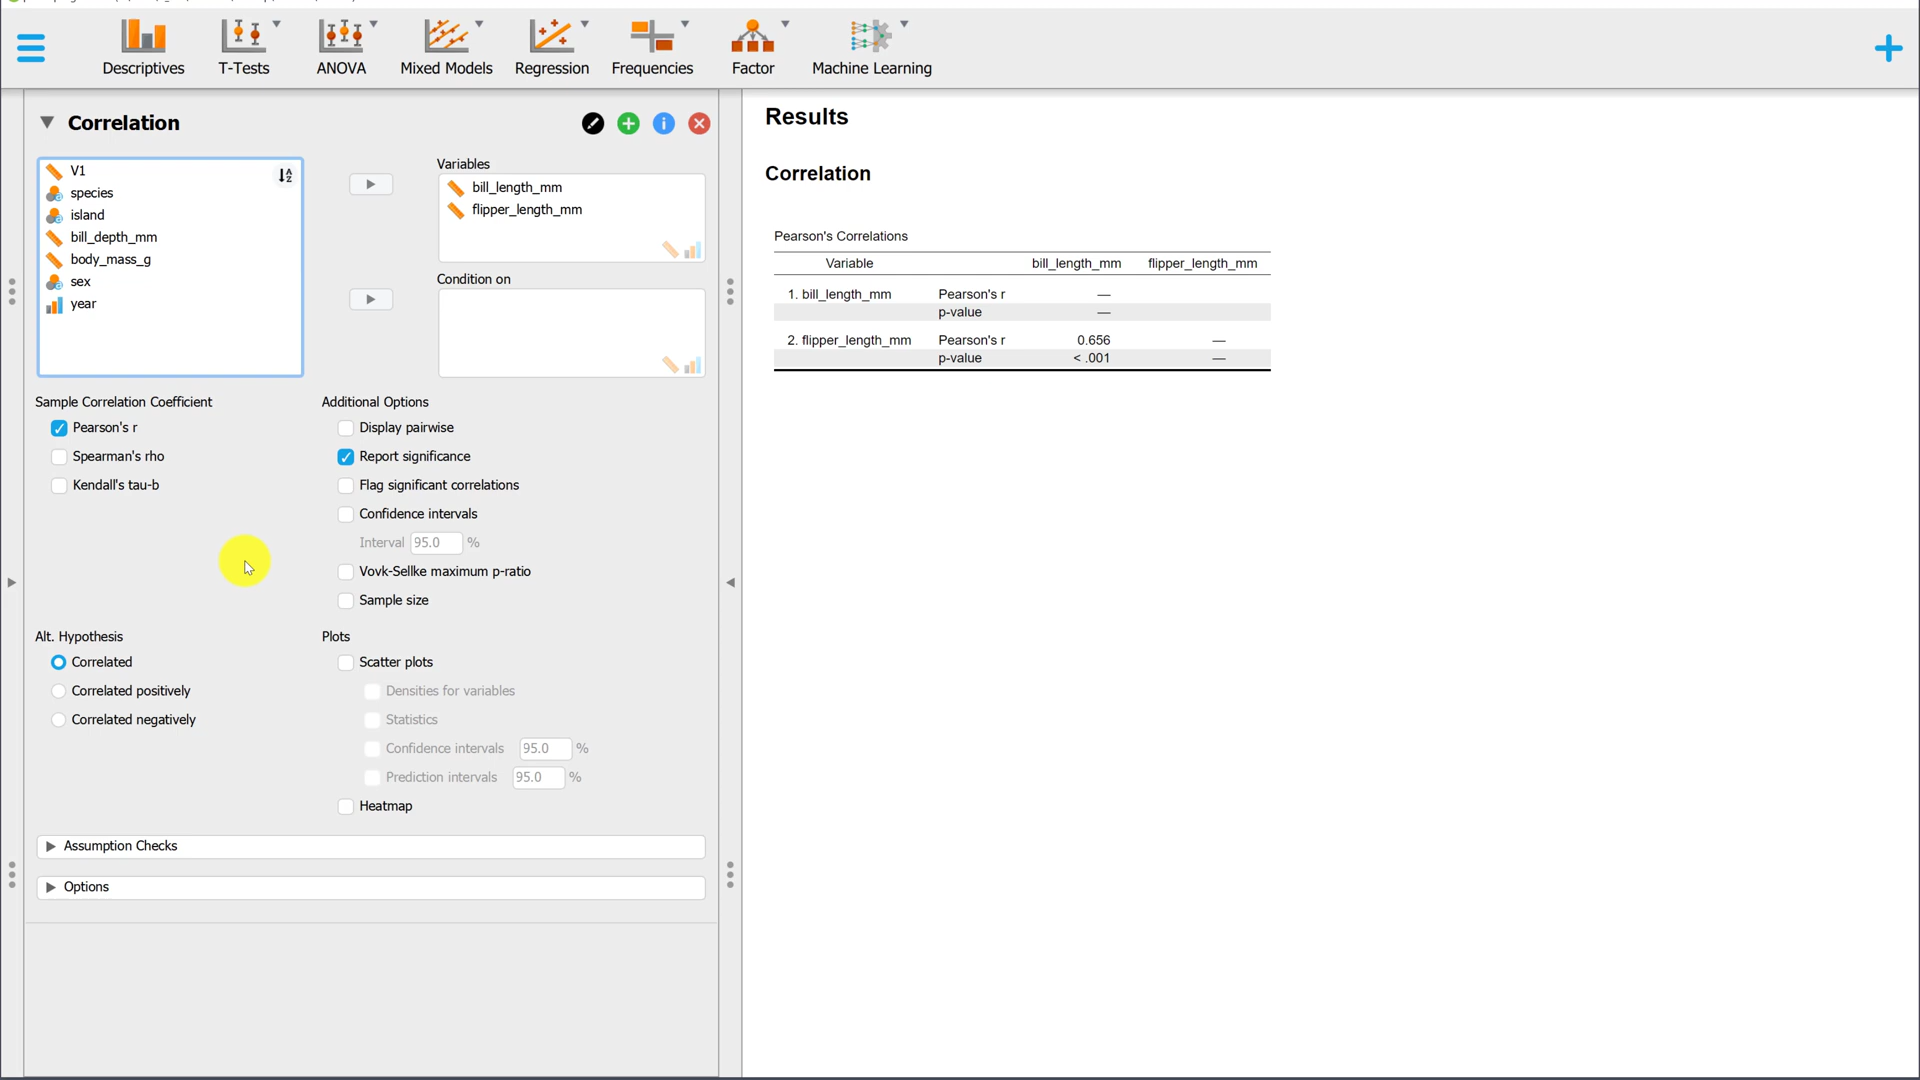 Descriptives
T-Tests
ANOVA
Mixed Models
Regression
Frequencies
Factor
Machine Learning
Correlation
V1
species
island
bill_depth_mm
body_mass_g
sex
year
Variables
bill_length_mm
flipper_length_mm
Condition on
Sample Correlation Coefficient
Pearson's r
Spearman's rho
Kendall's tau-b
Additional Options
Display pairwise
Report significance
Flag significant correlations
Confidence intervals
Interval 95.0 %
Vovk-Sellke maximum p-ratio
Sample size
Alt. Hypothesis
Correlated
Correlated positively
Correlated negatively
Plots
Scatter plots
Densities for variables
Statistics
Confidence intervals 95.0 %
Prediction intervals 95.0 %
Heatmap
Assumption Checks
Options
Results
Correlation
Pearson's Correlations
Variable bill_length_mm flipper_length_mm
1. bill_length_mm Pearson's r —
p-value —
2. flipper_length_mm Pearson's r 0.656 —
p-value < .001 —